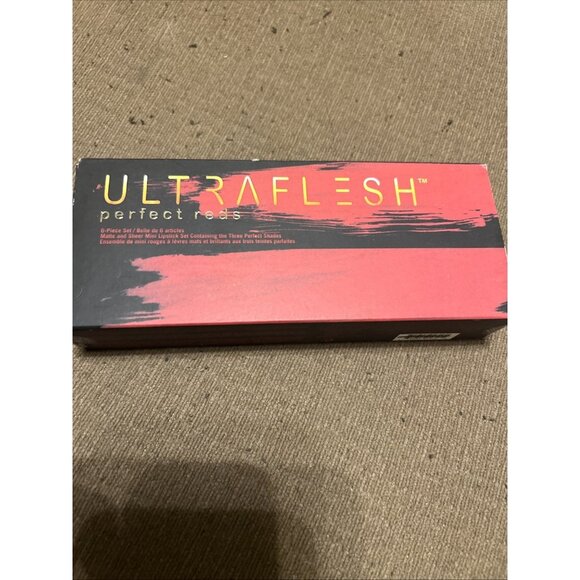 ULTRAFLESH™
perfect reds
6-Piece Set / Boîte de 6 articles
Matte and Sheer Mini Lipstick Set Containing the Three Perfect Shades
Ensemble de mini rouges à lèvres mats et brillants aux trois teintes parfaites